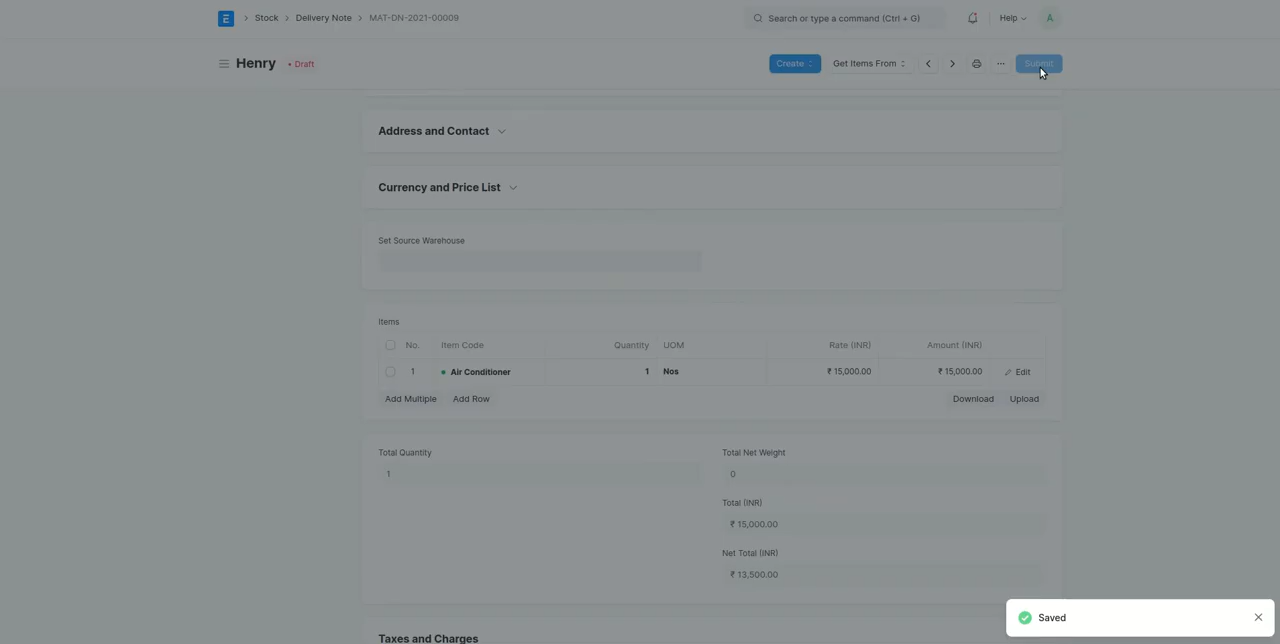 E Stock Delivery Note MAT-DN-2021-00009 Search or type a command (Ctrl + G) Help A
Henry Draft Create Get Items From Submit
Address and Contact
Currency and Price List
Set Source Warehouse
Items
No. Item Code Quantity UOM Rate (INR) Amount (INR)
1 Air Conditioner 1 Nos ₹ 15,000.00 ₹ 15,000.00 Edit
Add Multiple Add Row Download Upload
Total Quantity Total Net Weight
1 0
Total (INR)
₹ 15,000.00
Net Total (INR)
₹ 13,500.00
Saved
Taxes and Charges